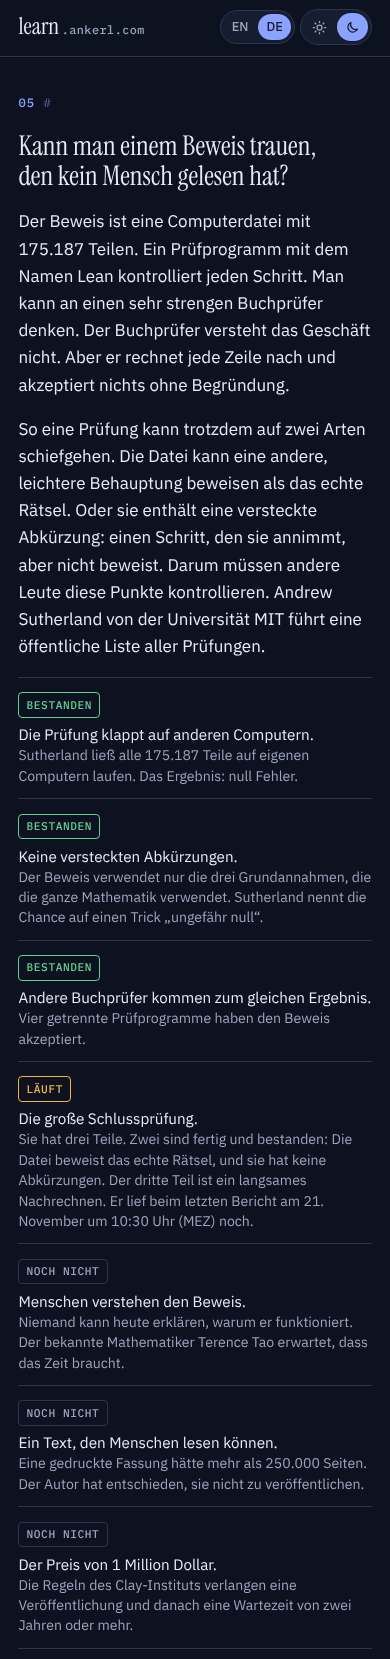 learn.ankerl.com
EN DE
05 #
Kann man einem Beweis trauen,
den kein Mensch gelesen hat?
Der Beweis ist eine Computerdatei mit
175.187 Teilen. Ein Prüfprogramm mit dem
Namen Lean kontrolliert jeden Schritt. Man
kann an einen sehr strengen Buchprüfer
denken. Der Buchprüfer versteht das Geschäft
nicht. Aber er rechnet jede Zeile nach und
akzeptiert nichts ohne Begründung.
So eine Prüfung kann trotzdem auf zwei Arten
schiefgehen. Die Datei kann eine andere,
leichtere Behauptung beweisen als das echte
Rätsel. Oder sie enthält eine versteckte
Abkürzung: einen Schritt, den sie annimmt,
aber nicht beweist. Darum müssen andere
Leute diese Punkte kontrollieren. Andrew
Sutherland von der Universität MIT führt eine
öffentliche Liste aller Prüfungen.
BESTANDEN
Die Prüfung klappt auf anderen Computern.
Sutherland ließ alle 175.187 Teile auf eigenen
Computern laufen. Das Ergebnis: null Fehler.
BESTANDEN
Keine versteckten Abkürzungen.
Der Beweis verwendet nur die drei Grundannahmen, die
die ganze Mathematik verwendet. Sutherland nennt die
Chance auf einen Trick „ungefähr null“.
BESTANDEN
Andere Buchprüfer kommen zum gleichen Ergebnis.
Vier getrennte Prüfprogramme haben den Beweis
akzeptiert.
LÄUFT
Die große Schlussprüfung.
Sie hat drei Teile. Zwei sind fertig und bestanden: Die
Datei beweist das echte Rätsel, und sie hat keine
Abkürzungen. Der dritte Teil ist ein langsames
Nachrechnen. Er lief beim letzten Bericht am 21.
November um 10:30 Uhr (MEZ) noch.
NOCH NICHT
Menschen verstehen den Beweis.
Niemand kann heute erklären, warum er funktioniert.
Der bekannte Mathematiker Terence Tao erwartet, dass
das Zeit braucht.
NOCH NICHT
Ein Text, den Menschen lesen können.
Eine gedruckte Fassung hätte mehr als 250.000 Seiten.
Der Autor hat entschieden, sie nicht zu veröffentlichen.
NOCH NICHT
Der Preis von 1 Million Dollar.
Die Regeln des Clay-Instituts verlangen eine
Veröffentlichung und danach eine Wartezeit von zwei
Jahren oder mehr.